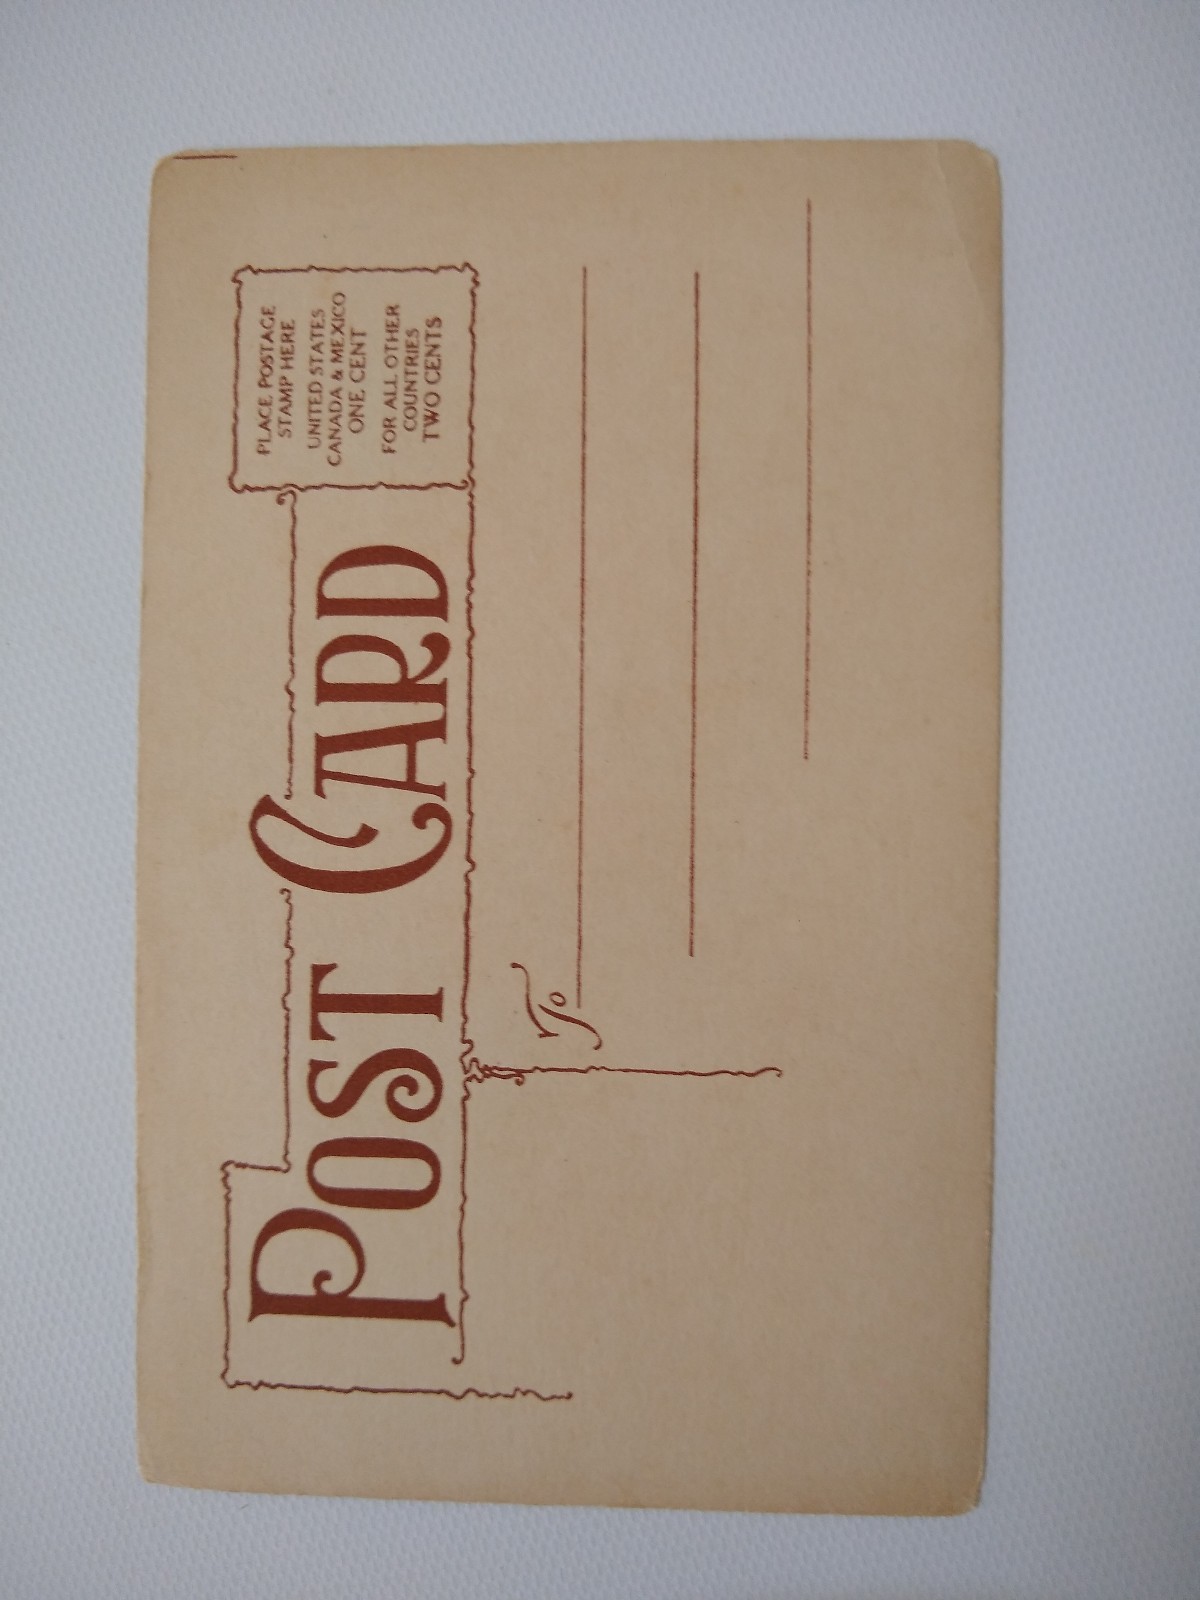 POST CARD
PLACE POSTAGE
STAMP HERE
UNITED STATES
CANADA & MEXICO
ONE CENT
FOR ALL OTHER
COUNTRIES
TWO CENTS
To